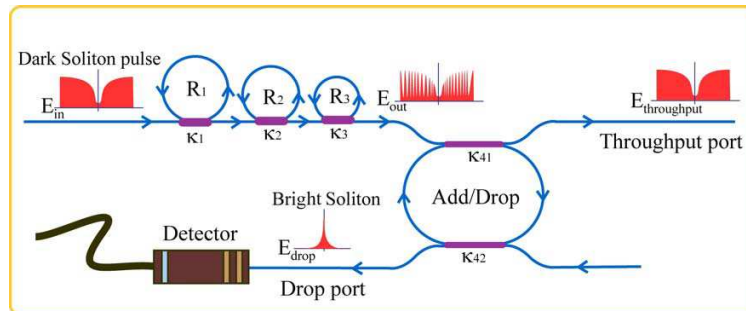 Dark Soliton pulse
E_in
R1
R2
R3
κ1
κ2
κ3
E_out
E_throughput
Throughput port
κ41
Add/Drop
κ42
Bright Soliton
E_drop
Drop port
Detector